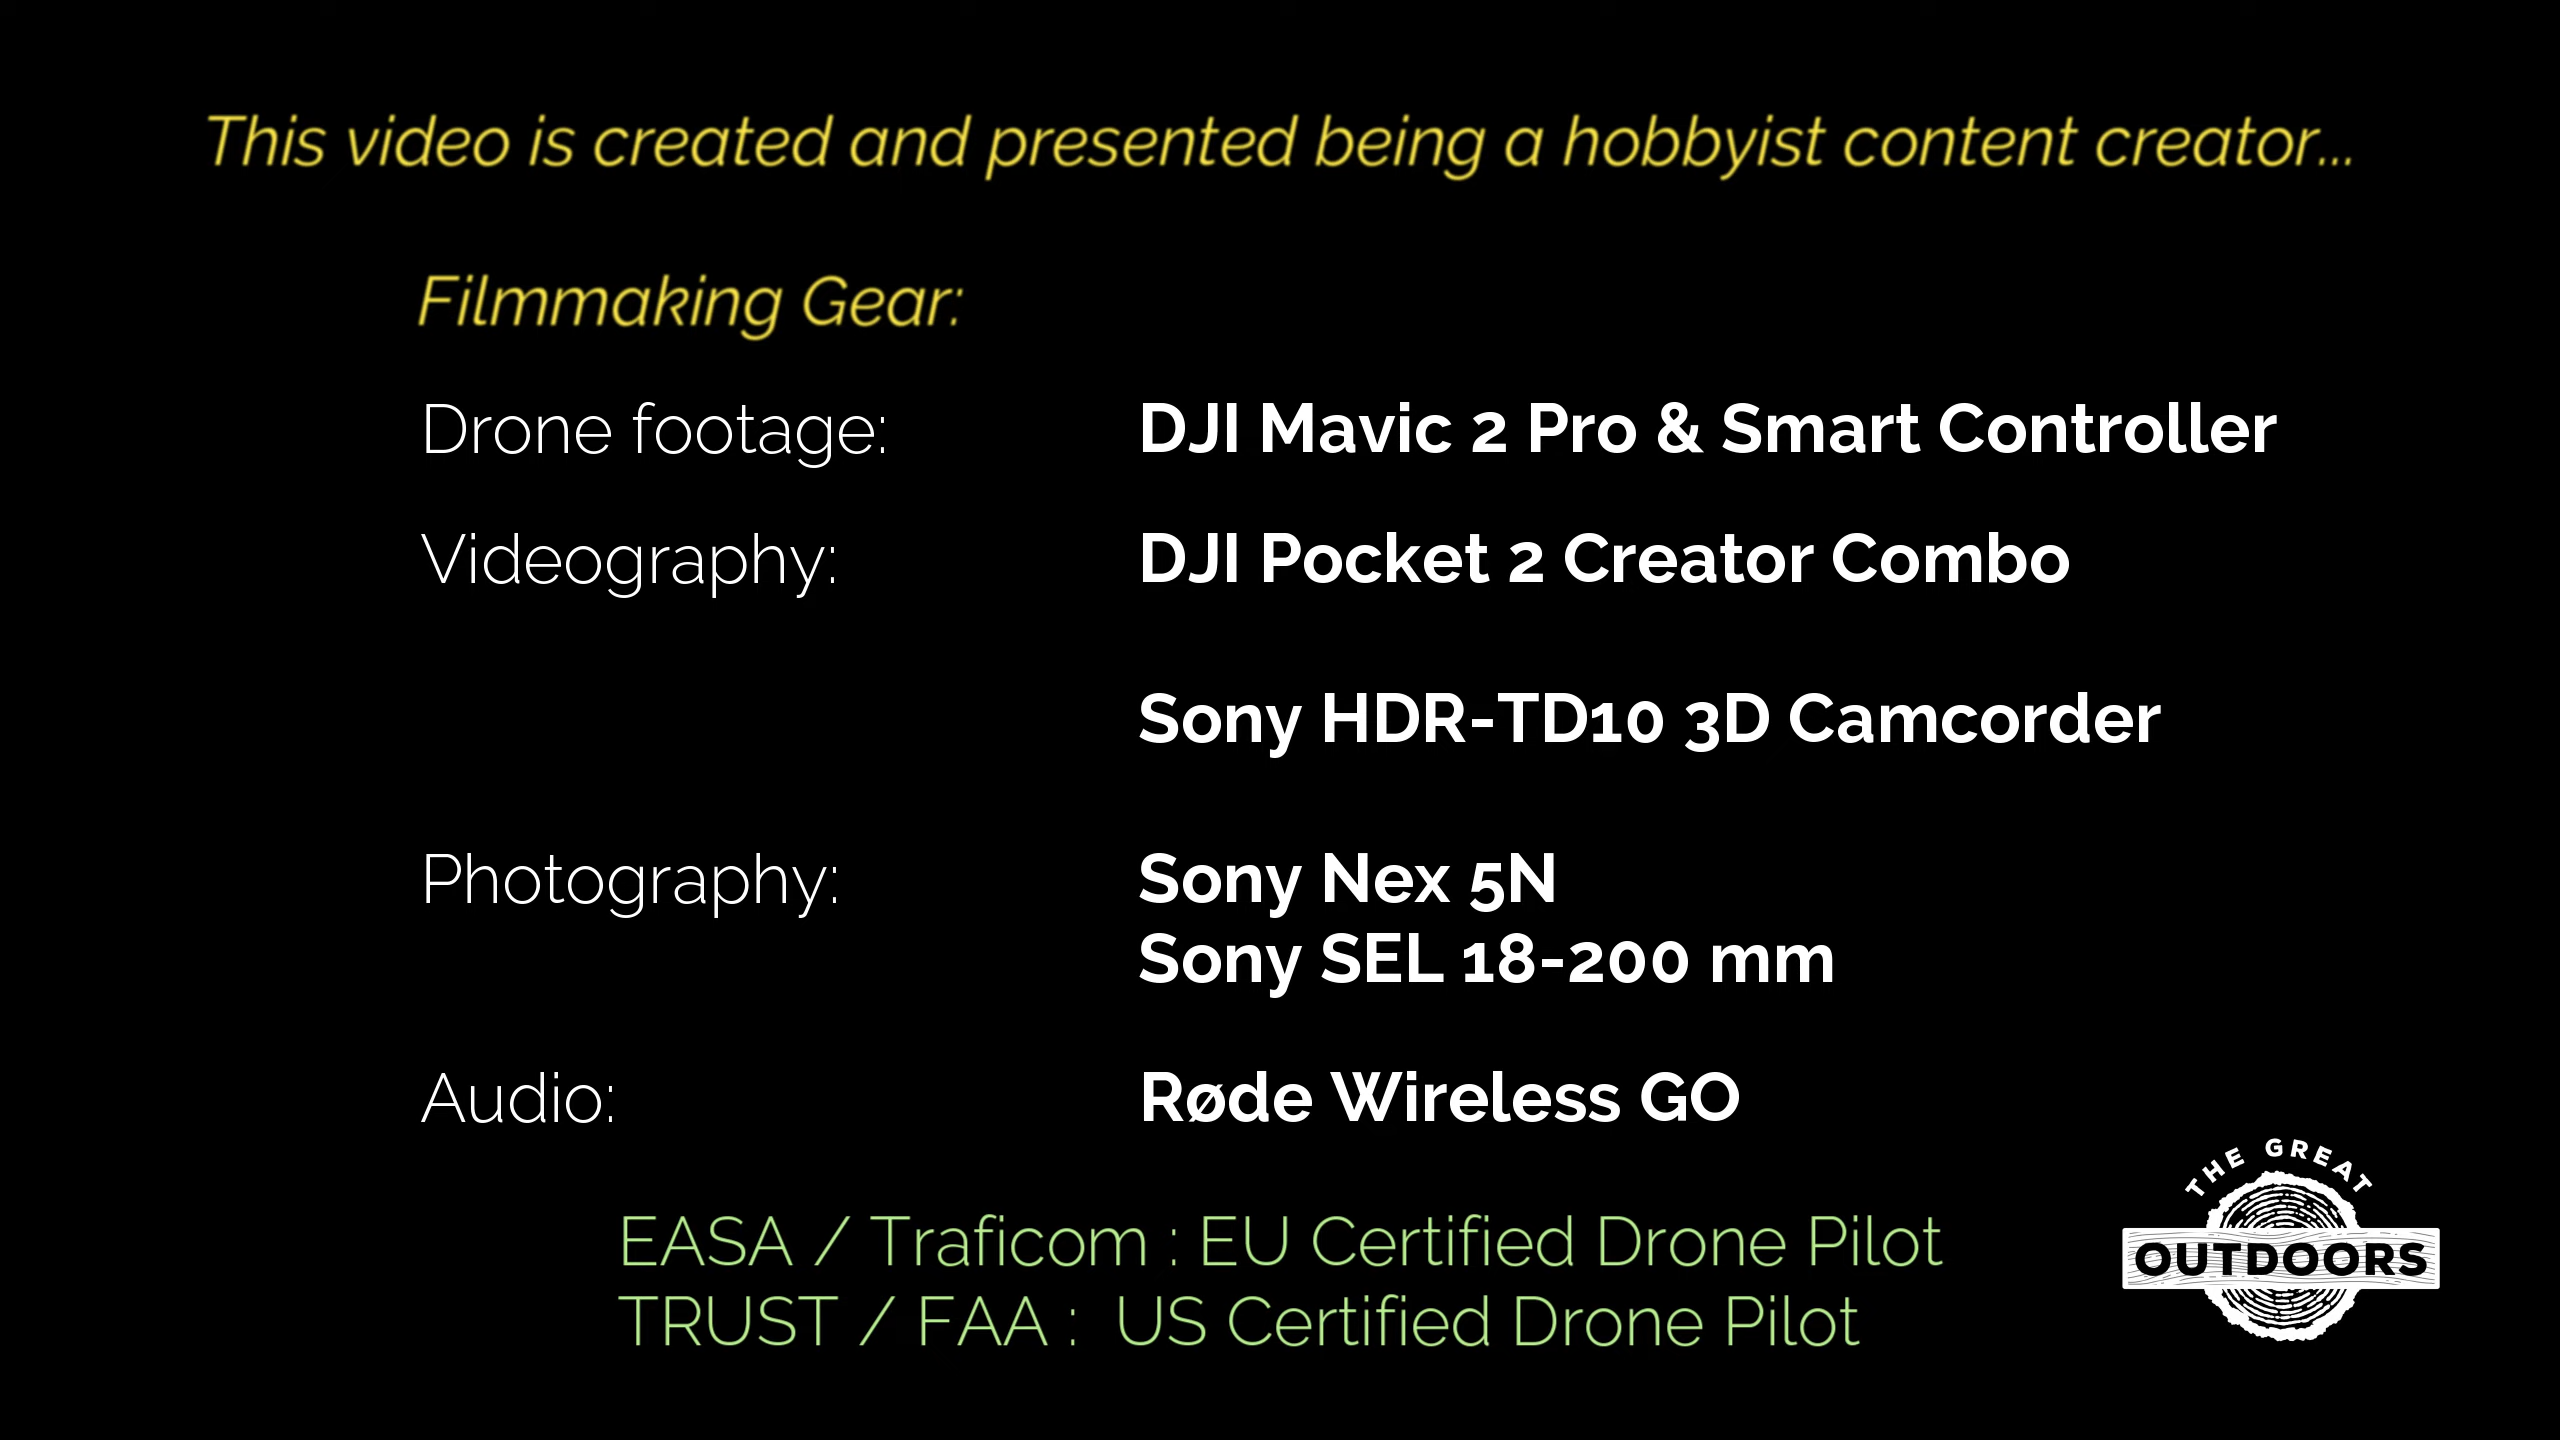 This video is created and presented being a hobbyist content creator...
Filmmaking Gear:
Drone footage: DJI Mavic 2 Pro & Smart Controller
Videography: DJI Pocket 2 Creator Combo
Sony HDR-TD10 3D Camcorder
Photography: Sony Nex 5N
Sony SEL 18-200 mm
Audio: Røde Wireless GO
EASA / Traficom : EU Certified Drone Pilot
TRUST / FAA : US Certified Drone Pilot
THE GREAT
OUTDOORS